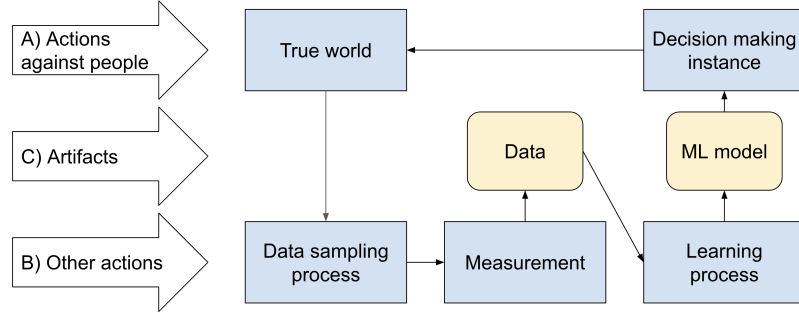 A) Actions
against people
True world
Decision making
instance
C) Artifacts
Data
ML model
B) Other actions
Data sampling
process
Measurement
Learning
process